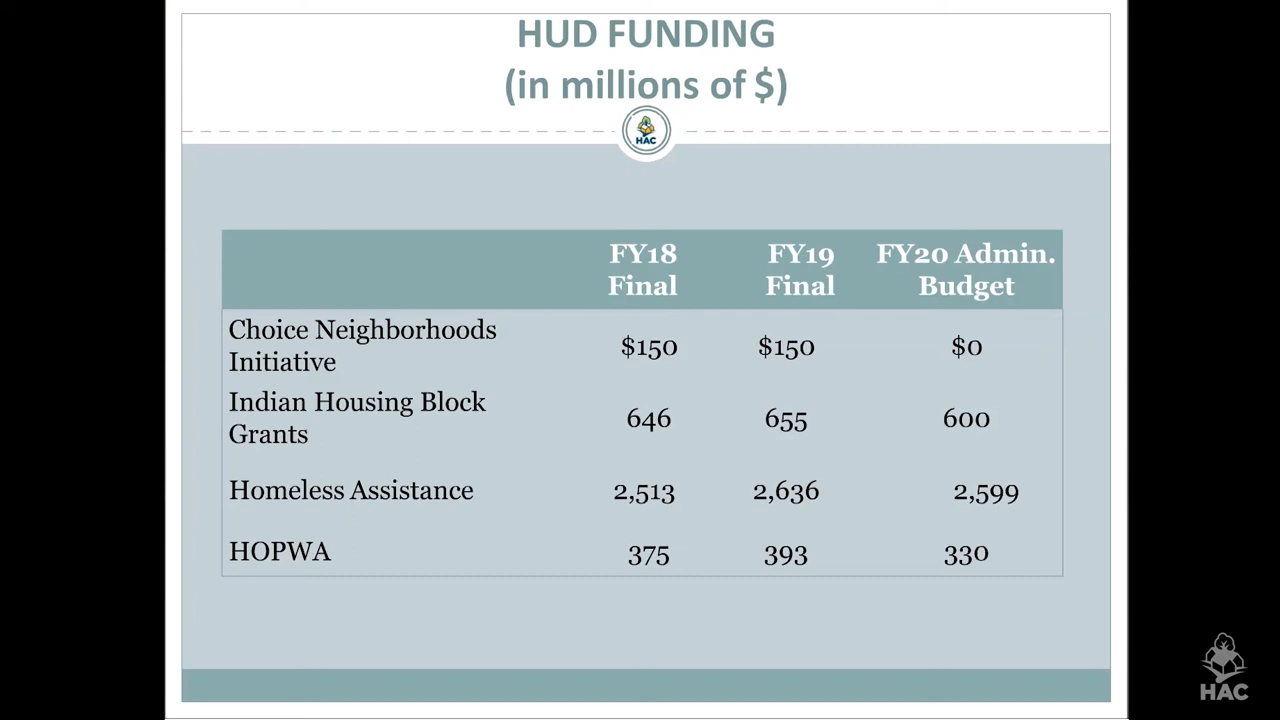 HUD FUNDING
(in millions of $)
HAC
FY18 Final FY19 Final FY20 Admin. Budget
Choice Neighborhoods Initiative $150 $150 $0
Indian Housing Block Grants 646 655 600
Homeless Assistance 2,513 2,636 2,599
HOPWA 375 393 330
HAC